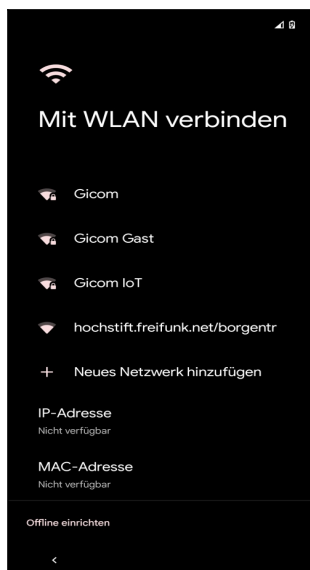 Mit WLAN verbinden
Gicom
Gicom Gast
Gicom IoT
hochstift.freifunk.net/borgentr
Neues Netzwerk hinzufügen
IP-Adresse
Nicht verfügbar
MAC-Adresse
Nicht verfügbar
Offline einrichten